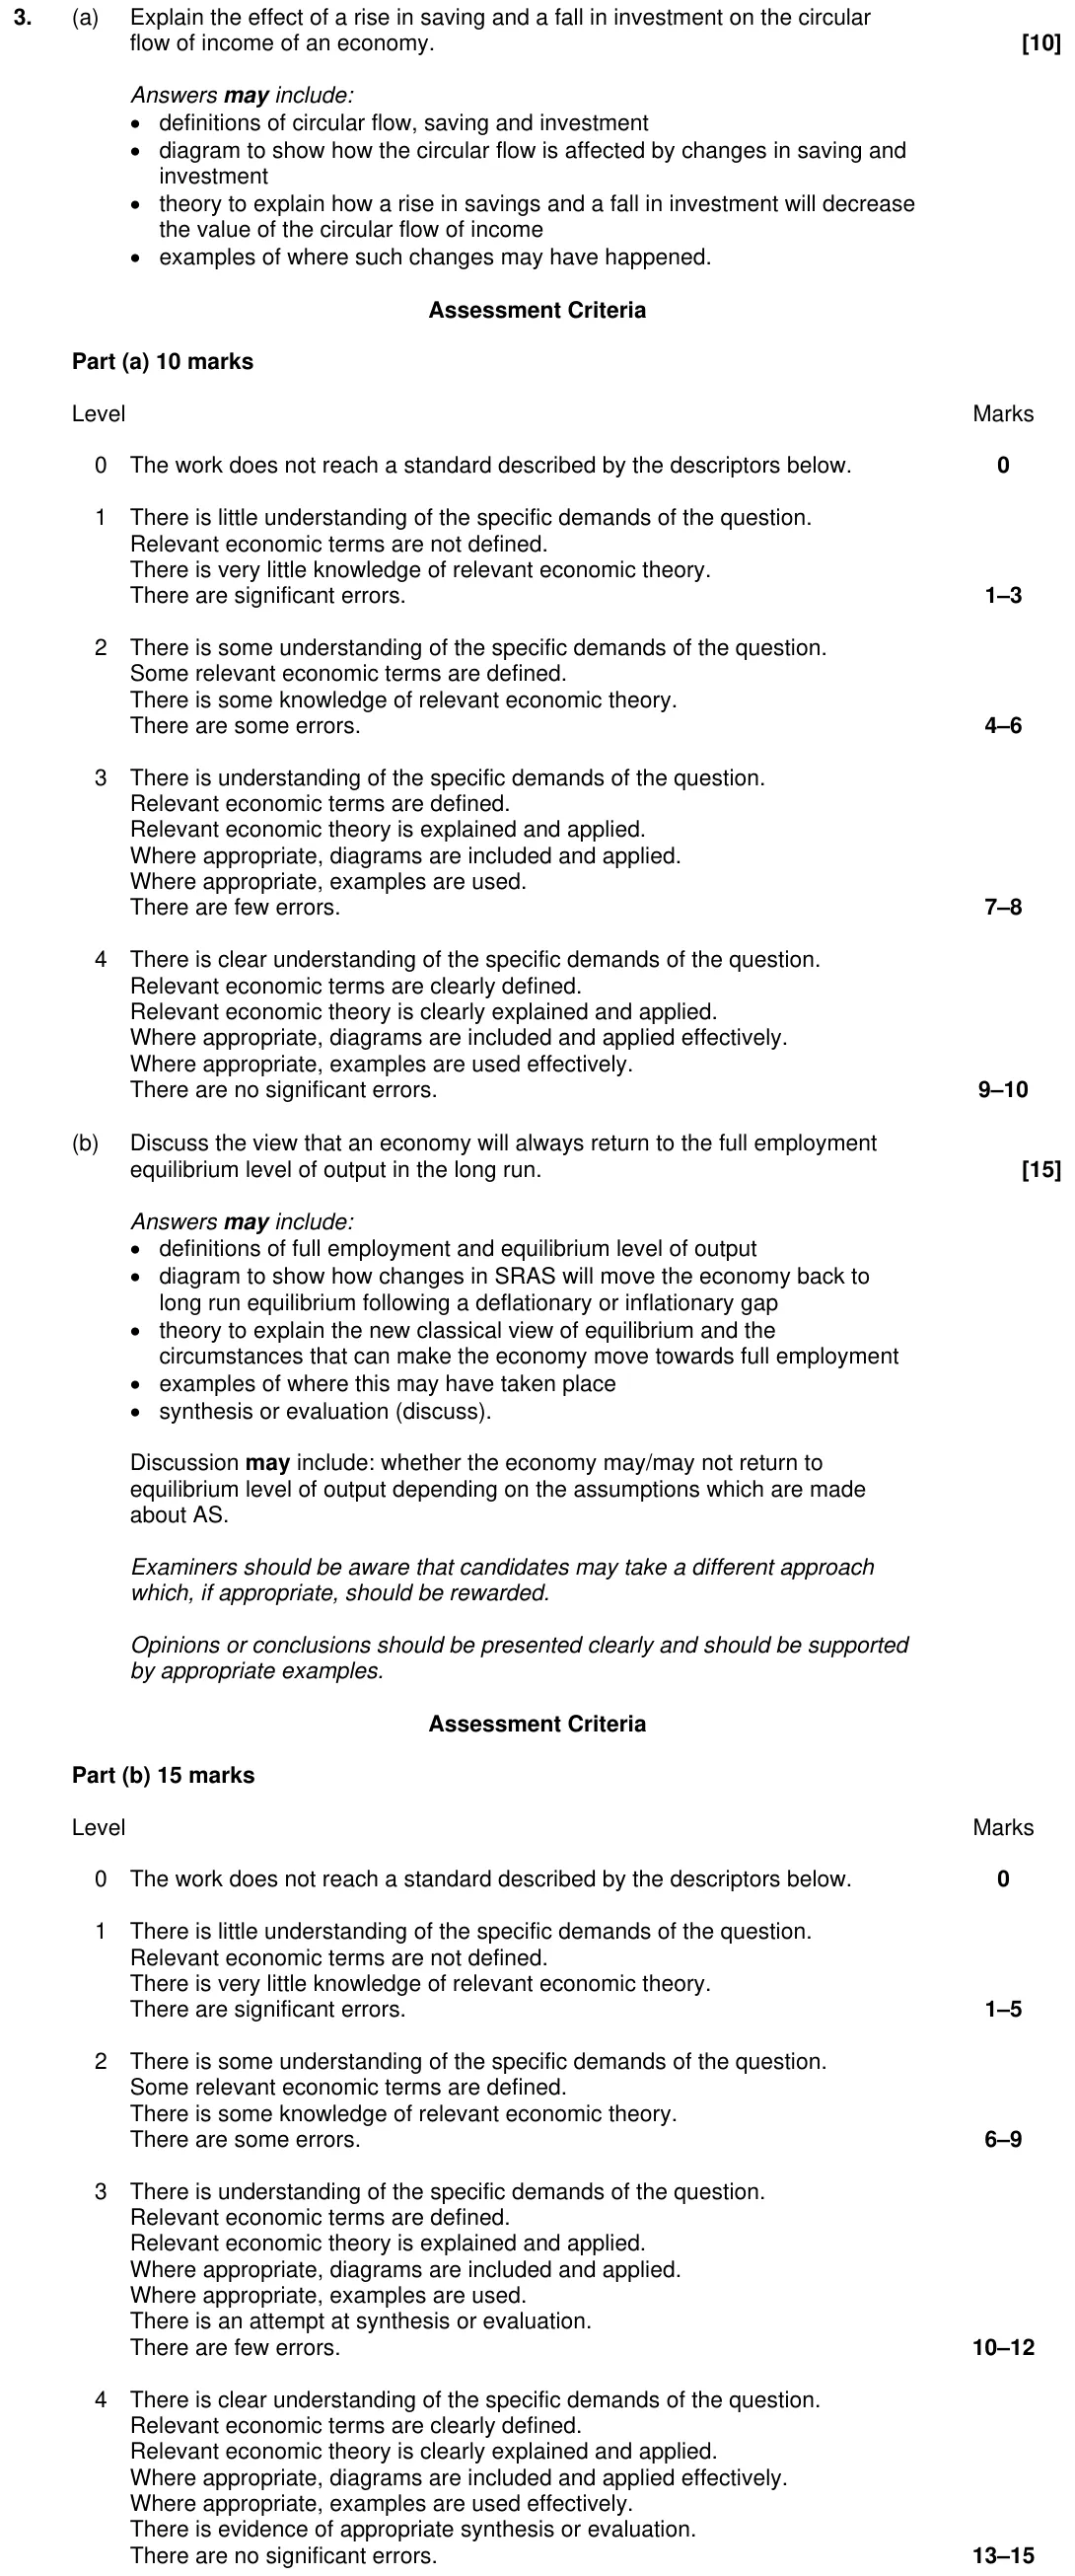 3. (a) Explain the effect of a rise in saving and a fall in investment on the circular
flow of income of an economy. [10]
Answers may include:
• definitions of circular flow, saving and investment
• diagram to show how the circular flow is affected by changes in saving and
investment
• theory to explain how a rise in savings and a fall in investment will decrease
the value of the circular flow of income
• examples of where such changes may have happened.
Assessment Criteria
Part (a) 10 marks
Level Marks
0 The work does not reach a standard described by the descriptors below. 0
1 There is little understanding of the specific demands of the question.
Relevant economic terms are not defined.
There is very little knowledge of relevant economic theory.
There are significant errors. 1–3
2 There is some understanding of the specific demands of the question.
Some relevant economic terms are defined.
There is some knowledge of relevant economic theory.
There are some errors. 4–6
3 There is understanding of the specific demands of the question.
Relevant economic terms are defined.
Relevant economic theory is explained and applied.
Where appropriate, diagrams are included and applied.
Where appropriate, examples are used.
There are few errors. 7–8
4 There is clear understanding of the specific demands of the question.
Relevant economic terms are clearly defined.
Relevant economic theory is clearly explained and applied.
Where appropriate, diagrams are included and applied effectively.
Where appropriate, examples are used effectively.
There are no significant errors. 9–10
(b) Discuss the view that an economy will always return to the full employment
equilibrium level of output in the long run. [15]
Answers may include:
• definitions of full employment and equilibrium level of output
• diagram to show how changes in SRAS will move the economy back to
long run equilibrium following a deflationary or inflationary gap
• theory to explain the new classical view of equilibrium and the
circumstances that can make the economy move towards full employment
• examples of where this may have taken place
• synthesis or evaluation (discuss).
Discussion may include: whether the economy may/may not return to
equilibrium level of output depending on the assumptions which are made
about AS.
Examiners should be aware that candidates may take a different approach
which, if appropriate, should be rewarded.
Opinions or conclusions should be presented clearly and should be supported
by appropriate examples.
Assessment Criteria
Part (b) 15 marks
Level Marks
0 The work does not reach a standard described by the descriptors below. 0
1 There is little understanding of the specific demands of the question.
Relevant economic terms are not defined.
There is very little knowledge of relevant economic theory.
There are significant errors. 1–5
2 There is some understanding of the specific demands of the question.
Some relevant economic terms are defined.
There is some knowledge of relevant economic theory.
There are some errors. 6–9
3 There is understanding of the specific demands of the question.
Relevant economic terms are defined.
Relevant economic theory is explained and applied.
Where appropriate, diagrams are included and applied.
Where appropriate, examples are used.
There is an attempt at synthesis or evaluation.
There are few errors. 10–12
4 There is clear understanding of the specific demands of the question.
Relevant economic terms are clearly defined.
Relevant economic theory is clearly explained and applied.
Where appropriate, diagrams are included and applied effectively.
Where appropriate, examples are used effectively.
There is evidence of appropriate synthesis or evaluation.
There are no significant errors. 13–15